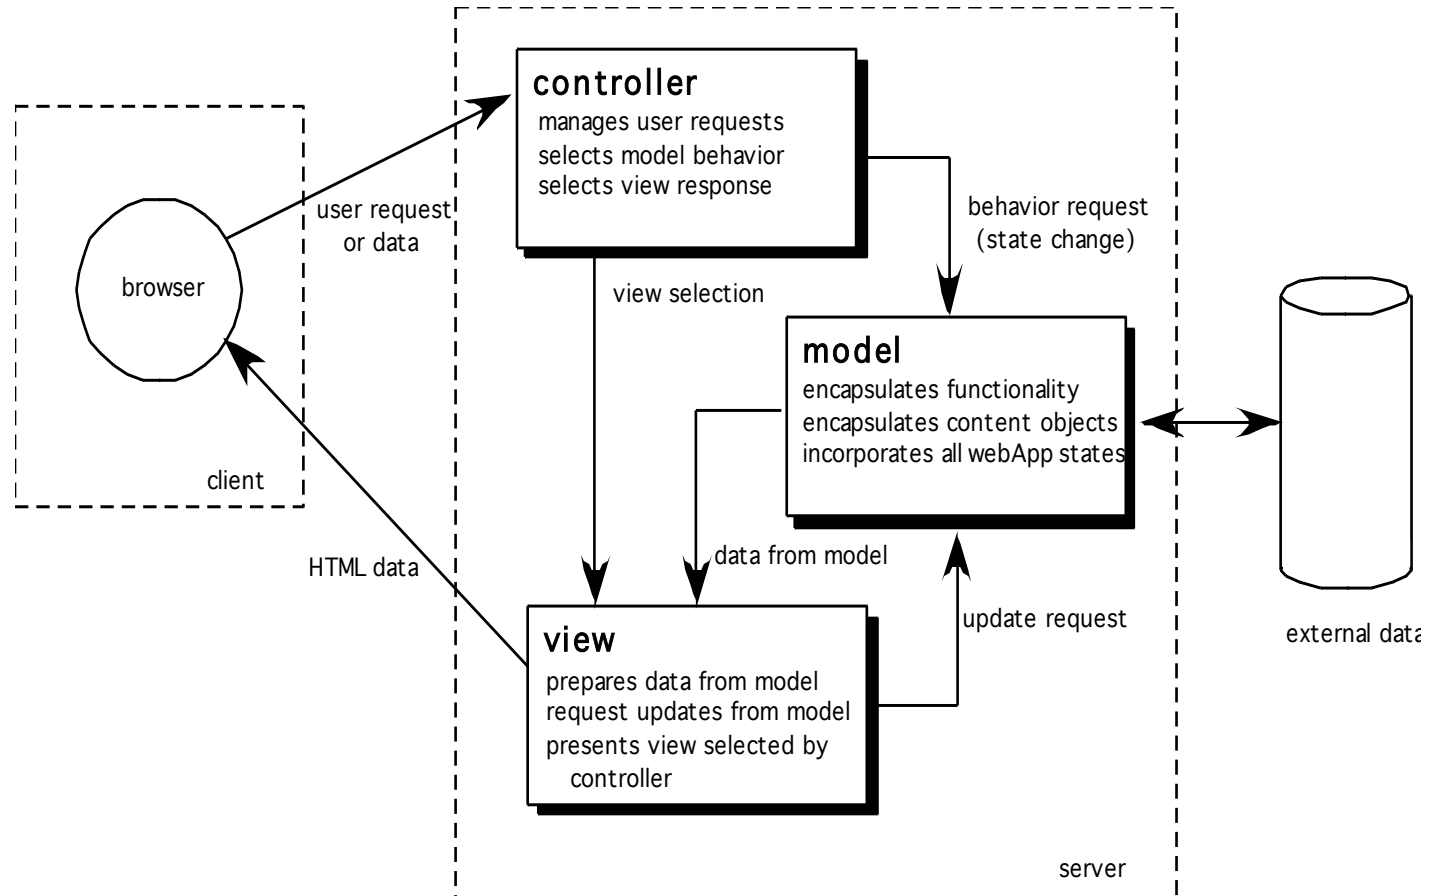 controller
manages user requests
selects model behavior
selects view response
user request
or data
behavior request
(state change)
browser
view selection
model
encapsulates functionality
encapsulates content objects
incorporates all webApp states
client
HTML data
data from model
update request
external data
view
prepares data from model
request updates from model
presents view selected by
controller
server